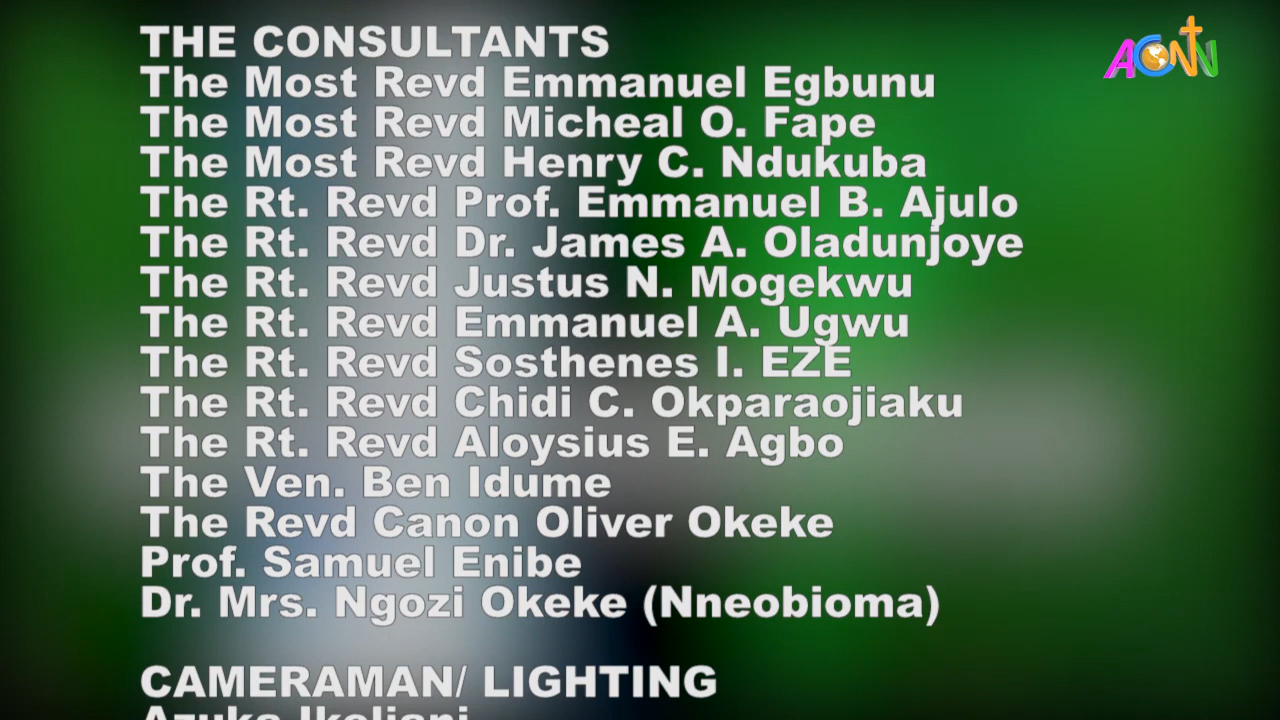 THE CONSULTANTS
The Most Revd Emmanuel Egbunu
The Most Revd Micheal O. Fape
The Most Revd Henry C. Ndukuba
The Rt. Revd Prof. Emmanuel B. Ajulo
The Rt. Revd Dr. James A. Oladunjoye
The Rt. Revd Justus N. Mogekwu
The Rt. Revd Emmanuel A. Ugwu
The Rt. Revd Sosthenes I. EZE
The Rt. Revd Chidi C. Okparaojiaku
The Rt. Revd Aloysius E. Agbo
The Ven. Ben Idume
The Revd Canon Oliver Okeke
Prof. Samuel Enibe
Dr. Mrs. Ngozi Okeke (Nneobioma)
CAMERAMAN/ LIGHTING
ACNN